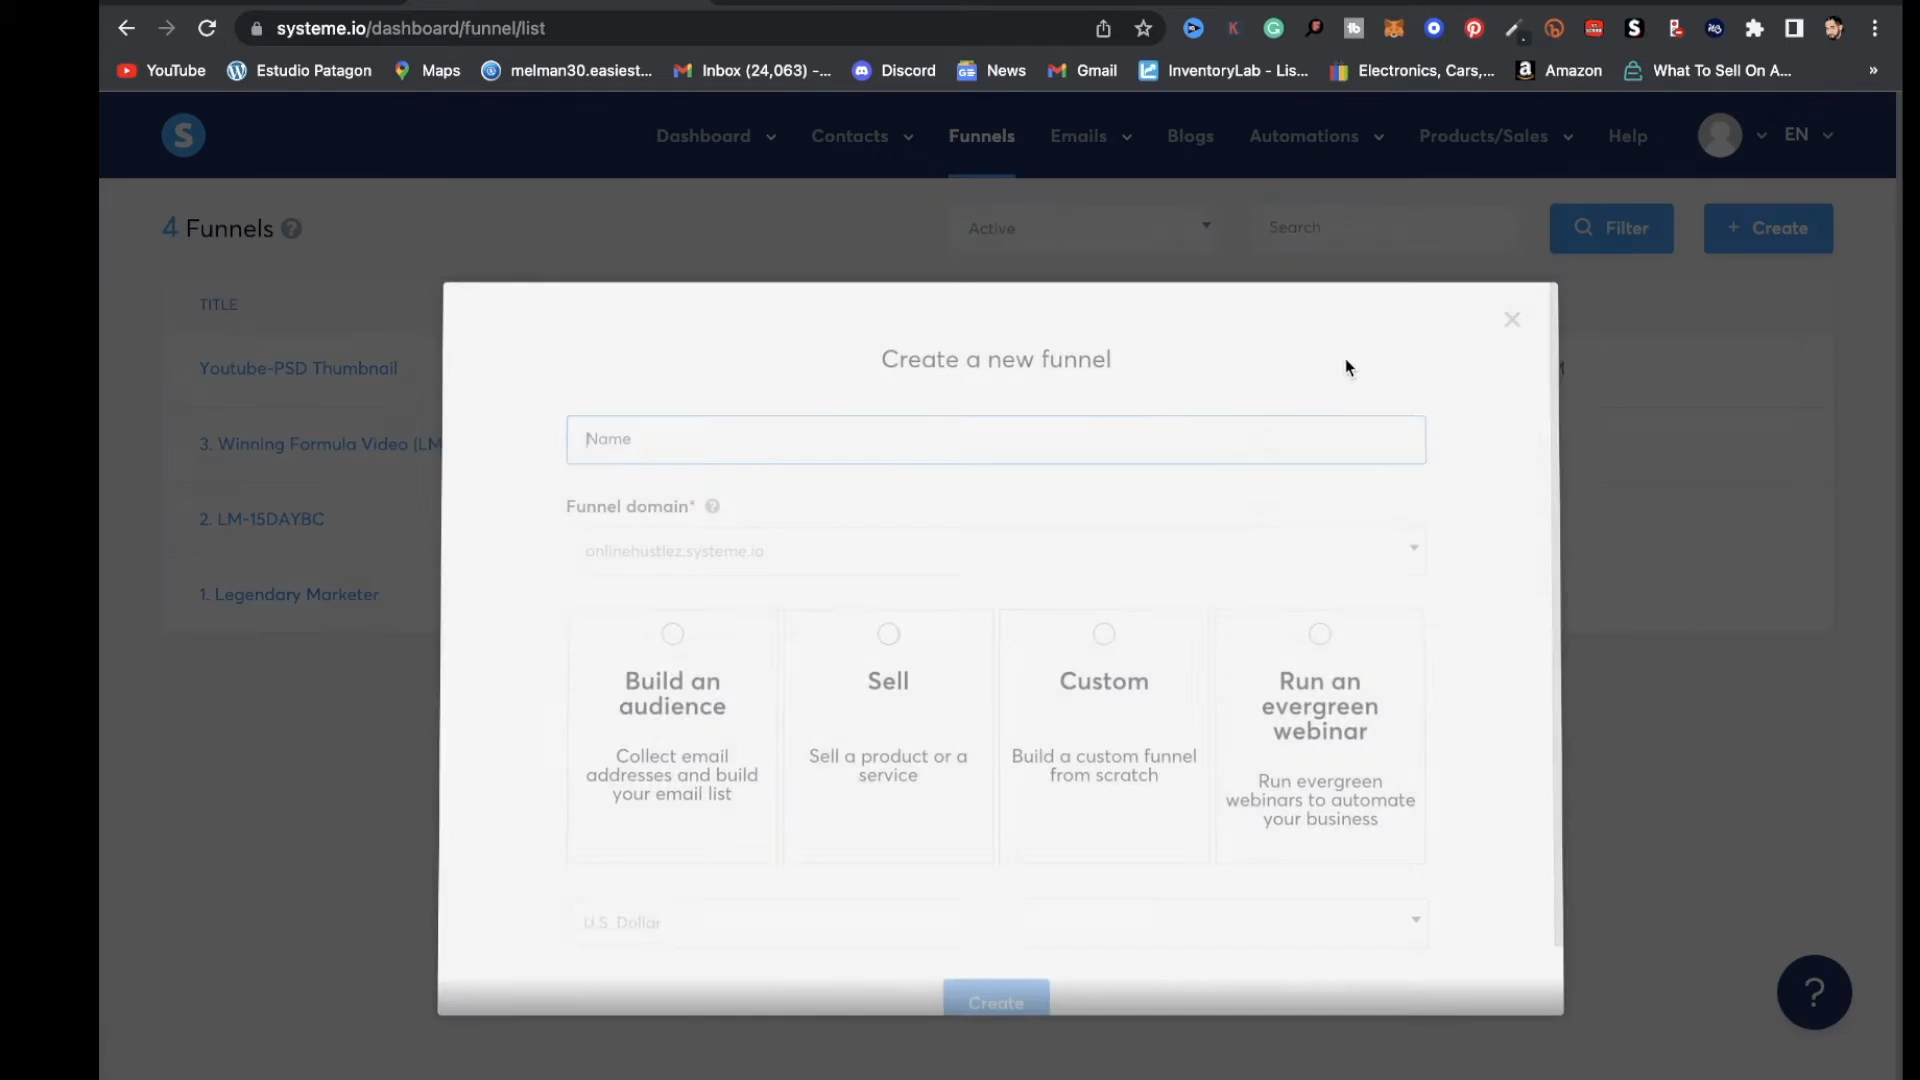 systeme.io/dashboard/funnel/list
YouTube
Estudio Patagon
Maps
melman30.easiest...
Inbox (24,063) -...
Discord
News
Gmail
InventoryLab - Lis...
Electronics, Cars,...
Amazon
What To Sell On A...
»
S
Dashboard
Contacts
Funnels
Emails
Blogs
Automations
Products/Sales
Help
EN
4 Funnels ?
Active
Search
Filter
+ Create
TITLE
Youtube-PSD Thumbnail
3. Winning Formula Video (LM
2. LM-15DAYBC
1. Legendary Marketer
Create a new funnel
Name
Funnel domain* ?
onlinehustlez.systeme.io
Build an
audience
Collect email
addresses and build
your email list
Sell
Sell a product or a
service
Custom
Build a custom funnel
from scratch
Run an
evergreen
webinar
Run evergreen
webinars to automate
your business
U.S. Dollar
Create
?